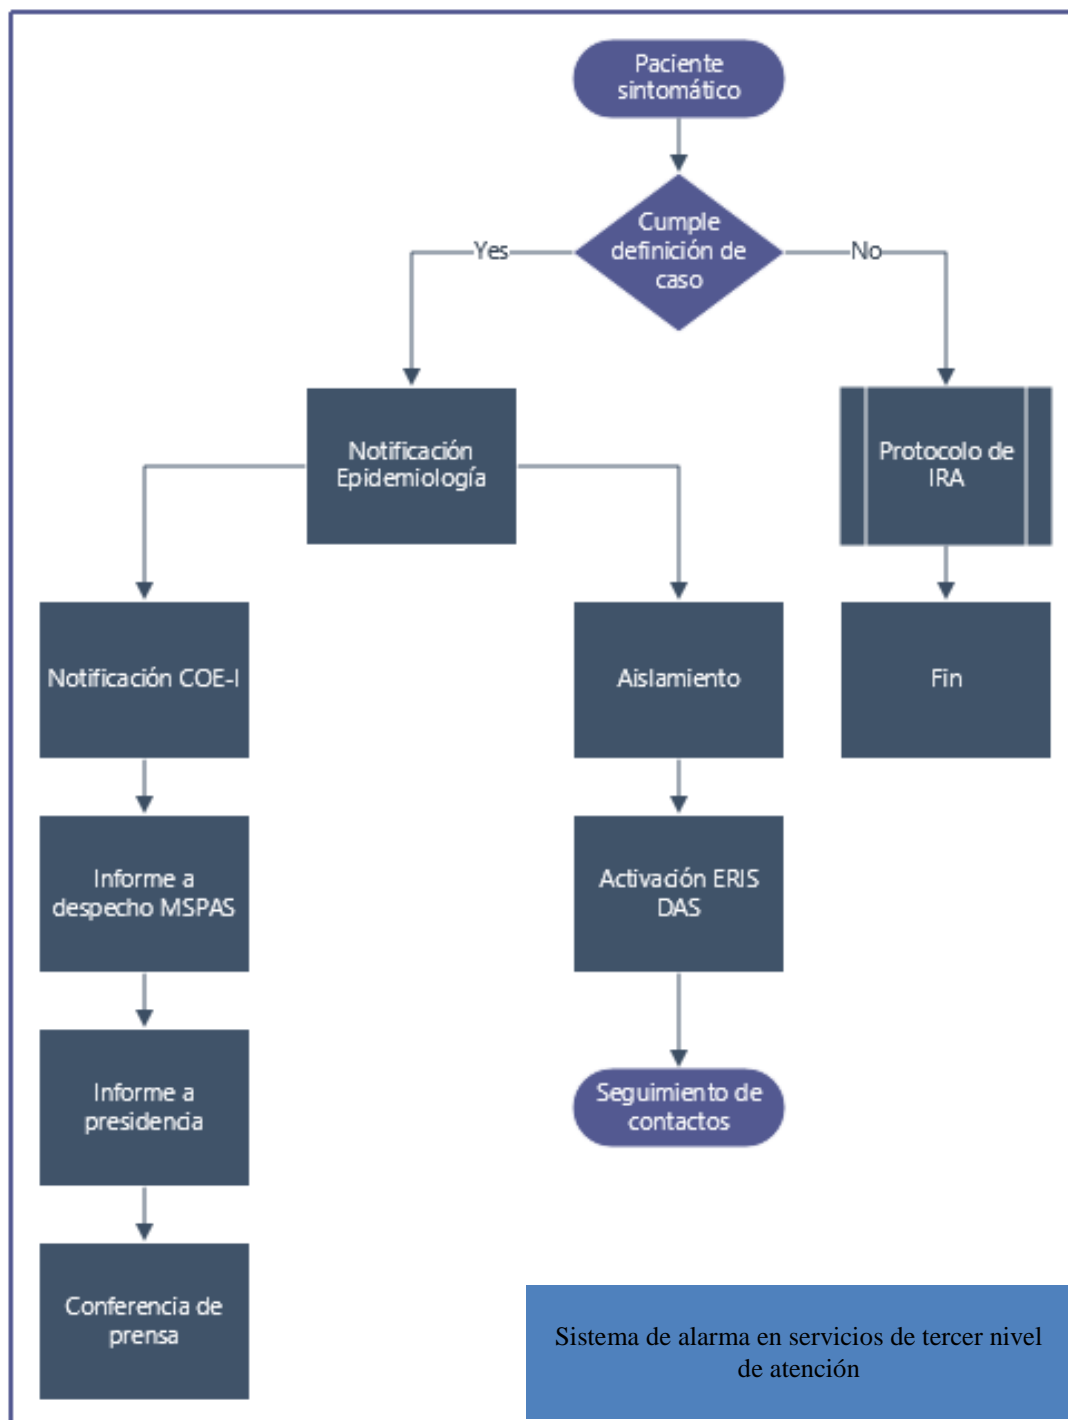 Paciente
sintomático
Cumple
definición de
caso
Yes
No
Notificación
Epidemiología
Protocolo de
IRA
Notificación COE-I
Aislamiento
Fin
Informe a
despecho MSPAS
Activación ERIS
DAS
Informe a
presidencia
Seguimiento de
contactos
Conferencia de
prensa
Sistema de alarma en servicios de tercer nivel
de atención